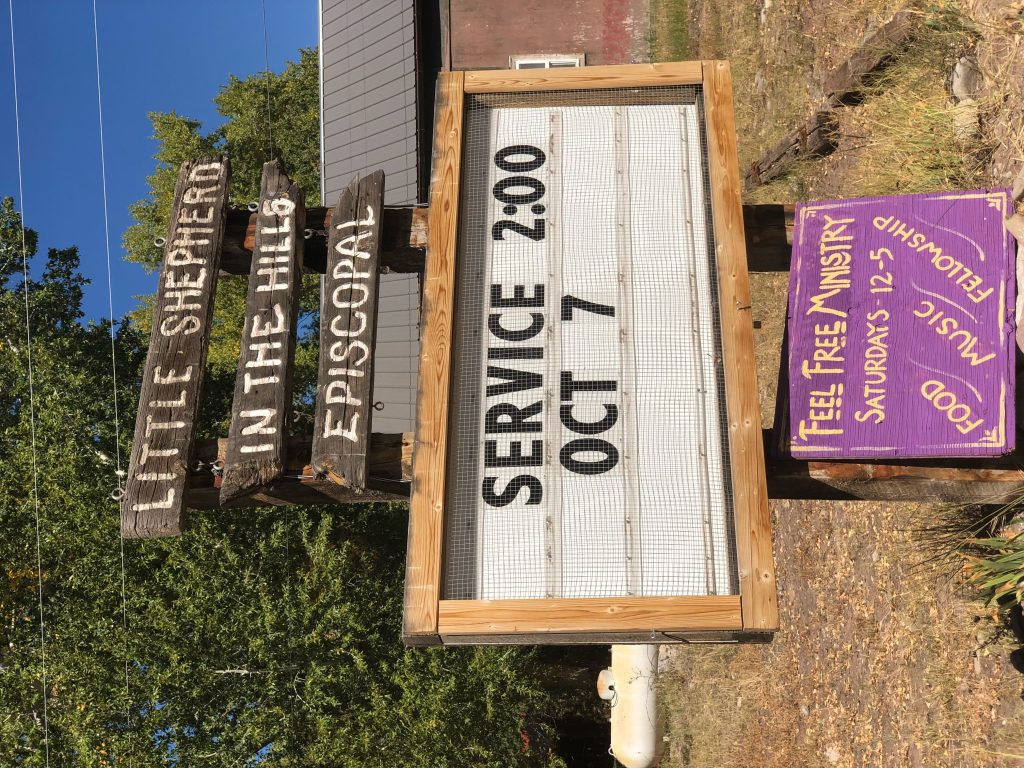 LITTLE SHEPHERD
IN THE HILLS
EPISCOPAL
SERVICE 2:00
OCT 7
FEEL FREE MINISTRY
SATURDAYS - 12-5
FOOD MUSIC FELLOWSHIP